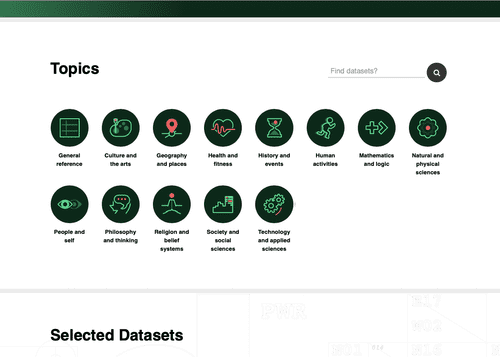 Topics
Find datasets?
General
reference
Culture and
the arts
Geography
and places
Health and
fitness
History and
events
Human
activities
Mathematics
and logic
Natural and
physical
sciences
People and
self
Philosophy
and thinking
Religion and
belief
systems
Society and
social
sciences
Technology
and applied
sciences
PWR
Selected Datasets